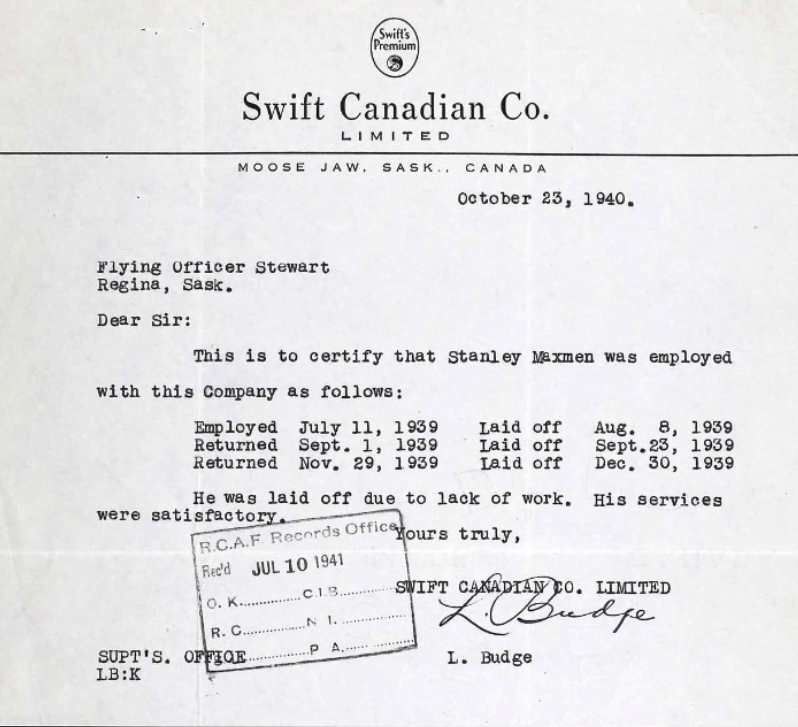 Swift's
Premium
Swift Canadian Co.
LIMITED
MOOSE JAW, SASK., CANADA
October 23, 1940.
Flying Officer Stewart
Regina, Sask.
Dear Sir:
This is to certify that Stanley Maxmen was employed
with this Company as follows:
Employed July 11, 1939 Laid off Aug. 8, 1939
Returned Sept. 1, 1939 Laid off Sept.23, 1939
Returned Nov. 29, 1939 Laid off Dec. 30, 1939
He was laid off due to lack of work. His services
were satisfactory.
Yours truly,
R.C.A.F Records Office
Rec'd JUL 10 1941
O. K..............C.I.B..............
R. C..............N I. ..............
..............P A. ..............
SWIFT CANADIAN CO. LIMITED
L. Budge
SUPT'S. OFFICE
L. Budge
LB:K